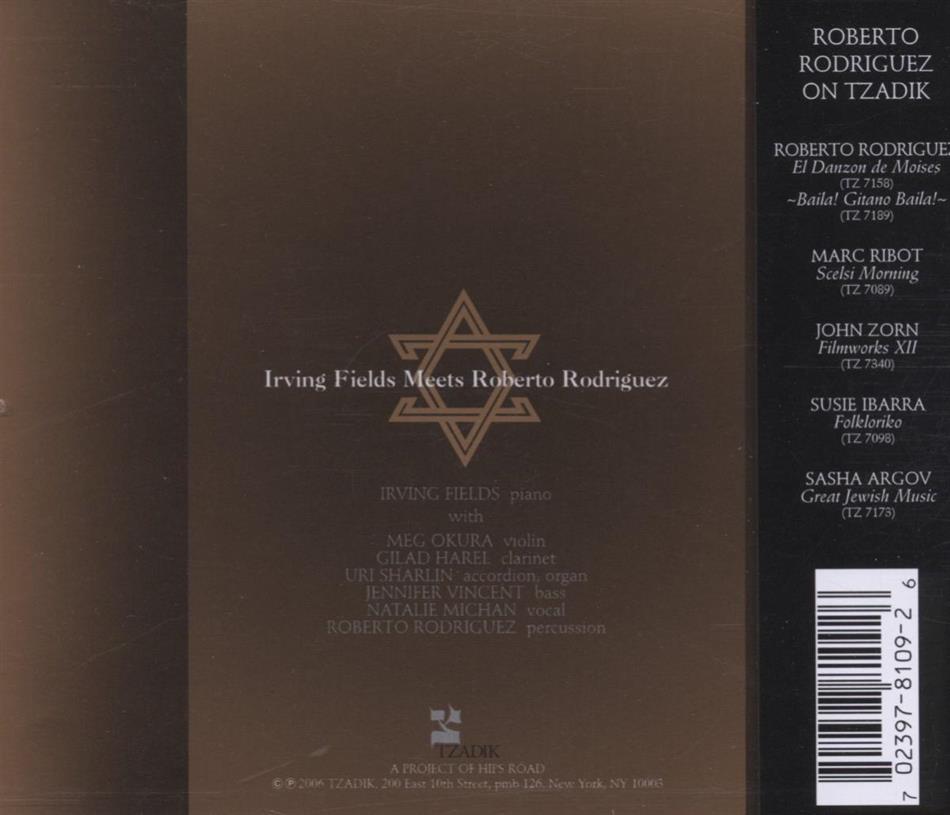 Irving Fields Meets Roberto Rodriguez
IRVING FIELDS piano
with
MEG OKURA violin
GILAD HAREL clarinet
URI SHARLIN accordion, organ
JENNIFER VINCENT bass
NATALIE MICHAN vocal
ROBERTO RODRIGUEZ percussion
צ
TZADIK
A PROJECT OF HIPS ROAD
©℗2006 TZADIK, 200 East 10th Street, pmb 126, New York, NY 10003
ROBERTO
RODRIGUEZ
ON TZADIK
ROBERTO RODRIGUEZ
El Danzon de Moises
(TZ 7158)
~Baila! Gitano Baila!~
(TZ 7189)
MARC RIBOT
Scelsi Morning
(TZ 7089)
JOHN ZORN
Filmworks XII
(TZ 7340)
SUSIE IBARRA
Folkloriko
(TZ 7098)
SASHA ARGOV
Great Jewish Music
(TZ 7173)
7 02397-8109-2 6